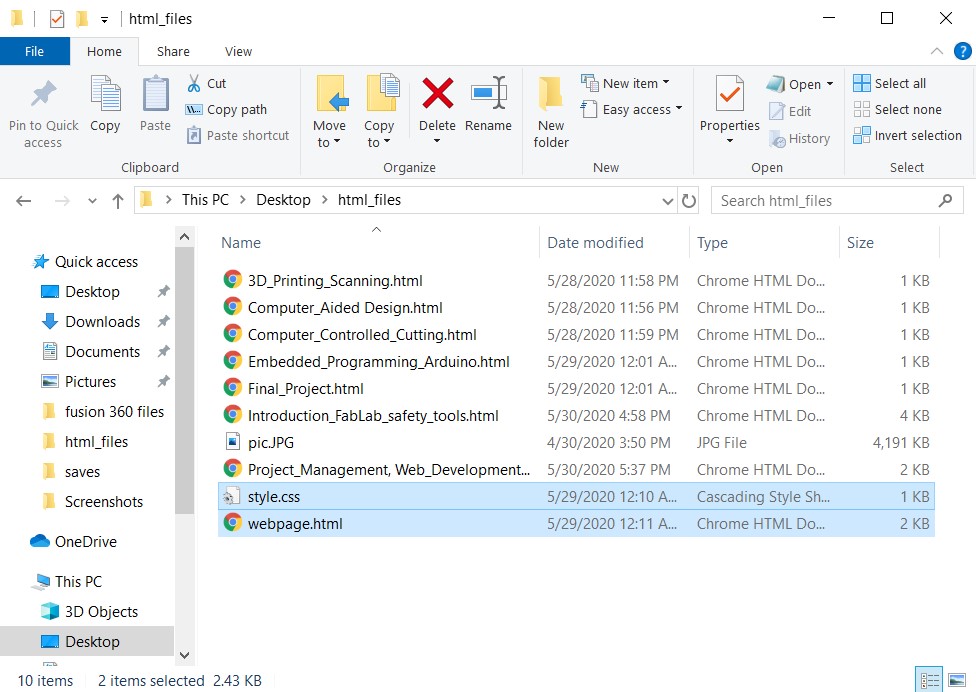 html_files
File Home Share View
Pin to Quick access
Copy
Paste
Cut
Copy path
Paste shortcut
Clipboard
Move to
Copy to
Delete
Rename
Organize
New folder
New item
Easy access
New
Properties
Open
Edit
History
Open
Select all
Select none
Invert selection
Select
This PC Desktop html_files
Search html_files
Quick access
Desktop
Downloads
Documents
Pictures
fusion 360 files
html_files
saves
Screenshots
OneDrive
This PC
3D Objects
Desktop
Name Date modified Type Size
3D_Printing_Scanning.html 5/28/2020 11:58 PM Chrome HTML Do... 1 KB
Computer_Aided Design.html 5/28/2020 11:56 PM Chrome HTML Do... 1 KB
Computer_Controlled_Cutting.html 5/28/2020 11:59 PM Chrome HTML Do... 1 KB
Embedded_Programming_Arduino.html 5/29/2020 12:01 A... Chrome HTML Do... 1 KB
Final_Project.html 5/29/2020 12:01 A... Chrome HTML Do... 1 KB
Introduction_FabLab_safety_tools.html 5/30/2020 4:58 PM Chrome HTML Do... 4 KB
pic.JPG 4/30/2020 3:50 PM JPG File 4,191 KB
Project_Management, Web_Development... 5/30/2020 5:37 PM Chrome HTML Do... 2 KB
style.css 5/29/2020 12:10 A... Cascading Style Sh... 1 KB
webpage.html 5/29/2020 12:11 A... Chrome HTML Do... 2 KB
10 items 2 items selected 2.43 KB